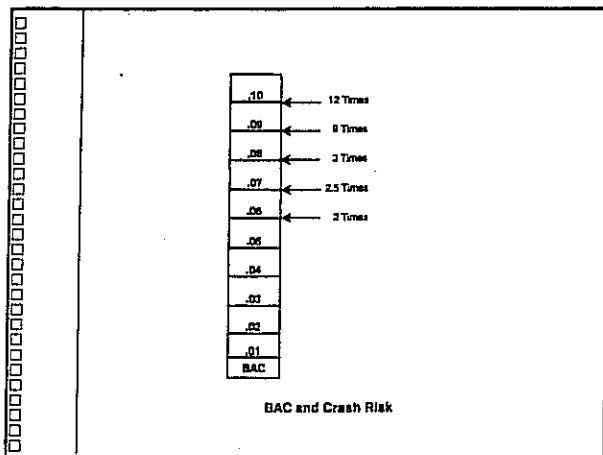 .10 12 Times
.09 Times
.08 3 Times
.07 2.5 Times
.06 2 Times
.05
.04
.03
.02
.01
BAC
BAC and Crash Risk